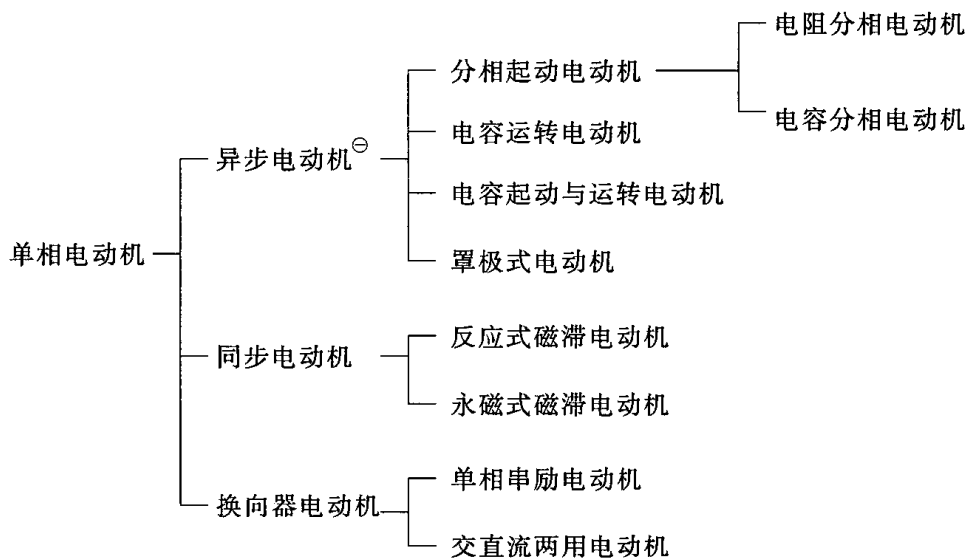 单相电动机
异步电动机⊖
分相起动电动机
电阻分相电动机
电容分相电动机
电容运转电动机
电容起动与运转电动机
罩极式电动机
同步电动机
反应式磁滞电动机
永磁式磁滞电动机
换向器电动机
单相串励电动机
交直流两用电动机